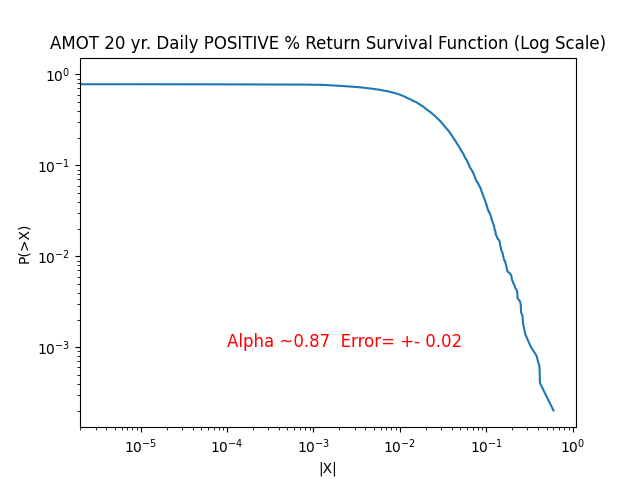 AMOT 20 yr. Daily POSITIVE % Return Survival Function (Log Scale)
P(>X)
10⁰
10⁻¹
10⁻²
10⁻³
Alpha ~0.87  Error= +- 0.02
10⁻⁵ 10⁻⁴ 10⁻³ 10⁻² 10⁻¹ 10⁰
|X|